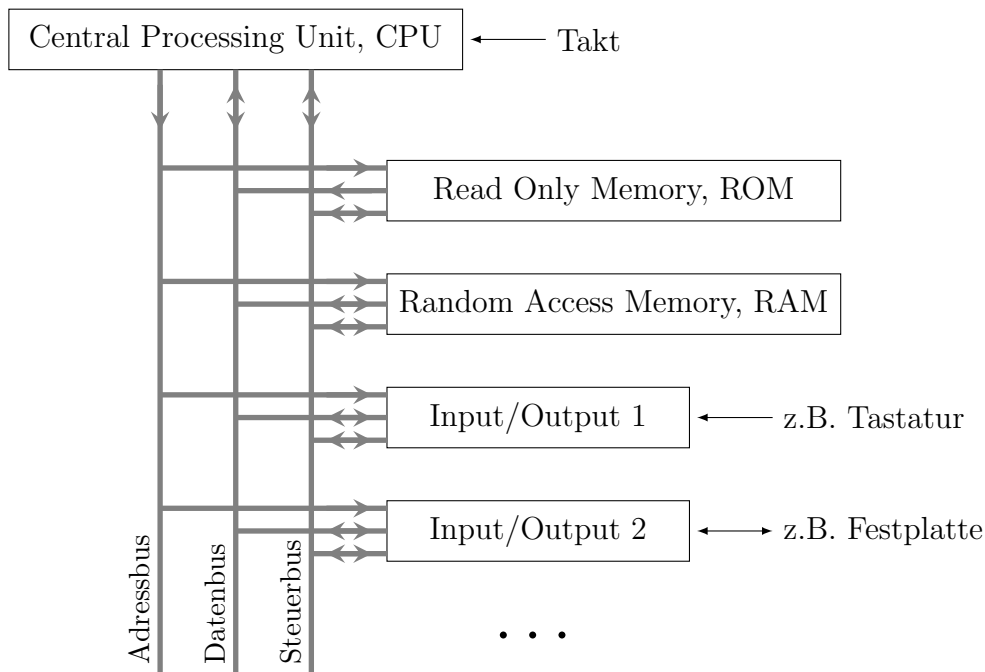 Central Processing Unit, CPU
Takt
Read Only Memory, ROM
Random Access Memory, RAM
Input/Output 1
z.B. Tastatur
Input/Output 2
z.B. Festplatte
Adressbus
Datenbus
Steuerbus
. . .